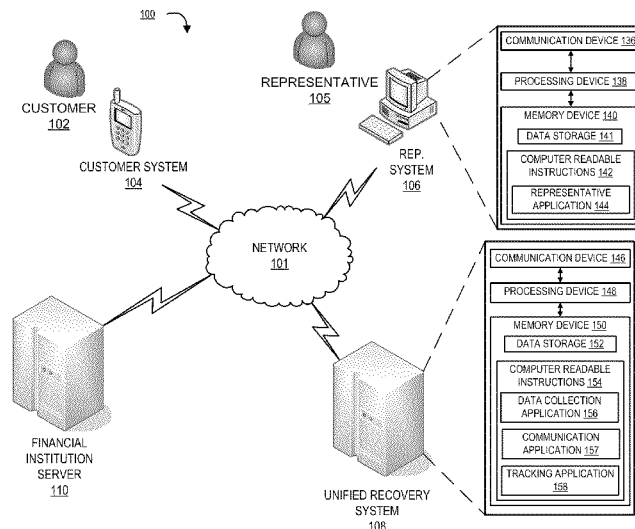 100
CUSTOMER
102
CUSTOMER SYSTEM
104
REPRESENTATIVE
105
REP.
SYSTEM
106
NETWORK
101
FINANCIAL
INSTITUTION
SERVER
110
UNIFIED RECOVERY
SYSTEM
108
COMMUNICATION DEVICE 136
PROCESSING DEVICE 138
MEMORY DEVICE 140
DATA STORAGE 141
COMPUTER READABLE
INSTRUCTIONS 142
REPRESENTATIVE
APPLICATION 144
COMMUNICATION DEVICE 146
PROCESSING DEVICE 148
MEMORY DEVICE 150
DATA STORAGE 152
COMPUTER READABLE
INSTRUCTIONS 154
DATA COLLECTION
APPLICATION 156
COMMUNICATION
APPLICATION 157
TRACKING APPLICATION
158